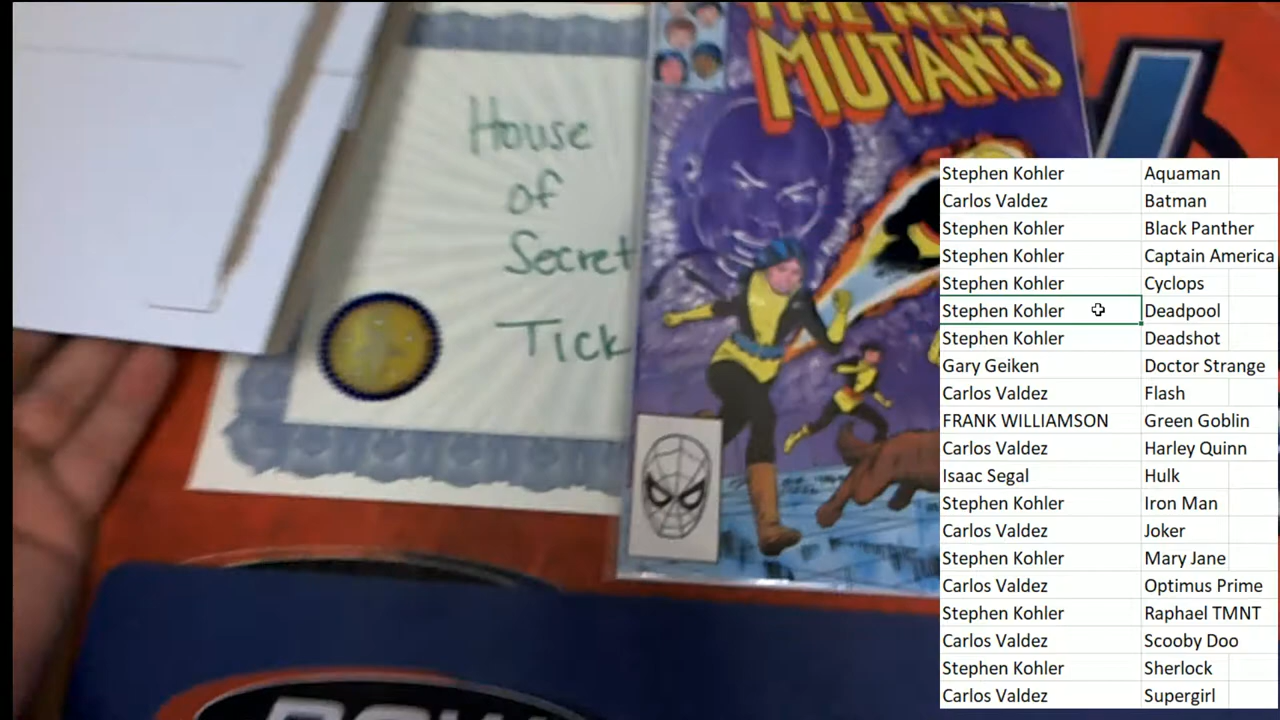 House
of
Secret
Tick
THE NEW
MUTANTS
Stephen Kohler Aquaman
Carlos Valdez Batman
Stephen Kohler Black Panther
Stephen Kohler Captain America
Stephen Kohler Cyclops
Stephen Kohler Deadpool
Stephen Kohler Deadshot
Gary Geiken Doctor Strange
Carlos Valdez Flash
FRANK WILLIAMSON Green Goblin
Carlos Valdez Harley Quinn
Isaac Segal Hulk
Stephen Kohler Iron Man
Carlos Valdez Joker
Stephen Kohler Mary Jane
Carlos Valdez Optimus Prime
Stephen Kohler Raphael TMNT
Carlos Valdez Scooby Doo
Stephen Kohler Sherlock
Carlos Valdez Supergirl